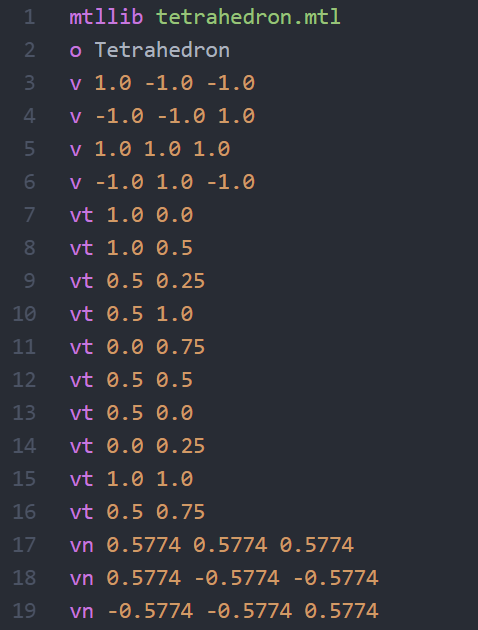 1 mtllib tetrahedron.mtl
2 o Tetrahedron
3 v 1.0 -1.0 -1.0
4 v -1.0 -1.0 1.0
5 v 1.0 1.0 1.0
6 v -1.0 1.0 -1.0
7 vt 1.0 0.0
8 vt 1.0 0.5
9 vt 0.5 0.25
10 vt 0.5 1.0
11 vt 0.0 0.75
12 vt 0.5 0.5
13 vt 0.5 0.0
14 vt 0.0 0.25
15 vt 1.0 1.0
16 vt 0.5 0.75
17 vn 0.5774 0.5774 0.5774
18 vn 0.5774 -0.5774 -0.5774
19 vn -0.5774 -0.5774 0.5774